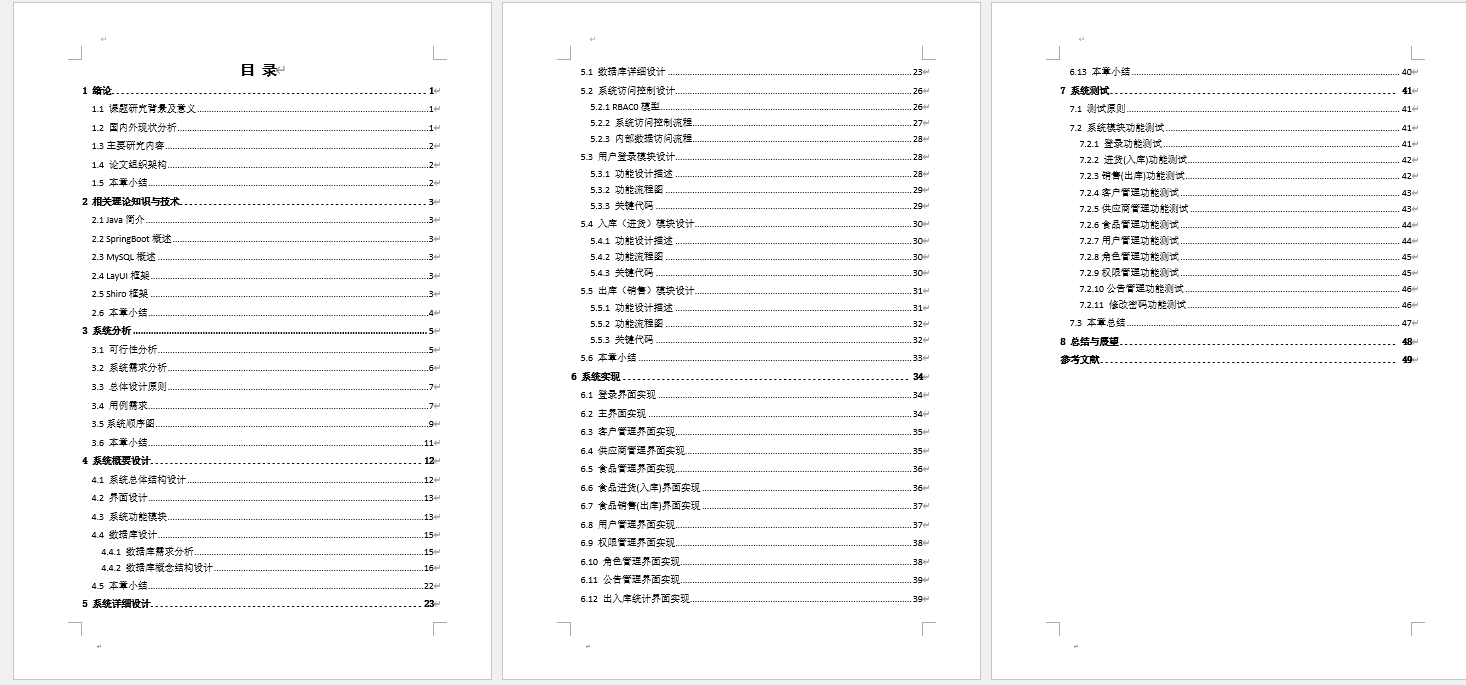 目 录
1 绪论 1
1.1 课题研究背景及意义 1
1.2 国内外现状分析 1
1.3 主要研究内容 2
1.4 论文组织架构 2
1.5 本章小结 2
2 相关理论知识与技术 3
2.1 Java 简介 3
2.2 SpringBoot 概述 3
2.3 MySQL 概述 3
2.4 LayUI 框架 3
2.5 Shiro 框架 3
2.6 本章小结 4
3 系统分析 5
3.1 可行性分析 5
3.2 系统需求分析 6
3.3 总体设计原则 7
3.4 用例需求 7
3.5 系统顺序图 9
3.6 本章小结 11
4 系统概要设计 12
4.1 系统总体结构设计 12
4.2 界面设计 13
4.3 系统功能模块 13
4.4 数据库设计 15
4.4.1 数据库需求分析 15
4.4.2 数据库概念结构设计 16
4.5 本章小结 22
5 系统详细设计 23
5.1 数据库详细设计 23
5.2 系统访问控制设计 26
5.2.1 RBAC0 模型 26
5.2.2 系统访问控制流程 27
5.2.3 内部数据访问流程 28
5.3 用户登录模块设计 28
5.3.1 功能设计描述 28
5.3.2 功能流程图 29
5.3.3 关键代码 29
5.4 入库（进货）模块设计 30
5.4.1 功能设计描述 30
5.4.2 功能流程图 30
5.4.3 关键代码 30
5.5 出库（销售）模块设计 31
5.5.1 功能设计描述 31
5.5.2 功能流程图 32
5.5.3 关键代码 32
5.6 本章小结 33
6 系统实现 34
6.1 登录界面实现 34
6.2 主界面实现 34
6.3 客户管理界面实现 35
6.4 供应商管理界面实现 35
6.5 食品管理界面实现 36
6.6 食品进货(入库)界面实现 36
6.7 食品销售(出库)界面实现 37
6.8 用户管理界面实现 37
6.9 权限管理界面实现 38
6.10 角色管理界面实现 38
6.11 公告管理界面实现 39
6.12 出入库统计界面实现 39
6.13 本章小结 40
7 系统测试 41
7.1 测试原则 41
7.2 系统模块功能测试 41
7.2.1 登录功能测试 41
7.2.2 进货(入库)功能测试 42
7.2.3 销售(出库)功能测试 42
7.2.4 客户管理功能测试 43
7.2.5 供应商管理功能测试 43
7.2.6 食品管理功能测试 44
7.2.7 用户管理功能测试 44
7.2.8 角色管理功能测试 45
7.2.9 权限管理功能测试 45
7.2.10 公告管理功能测试 46
7.2.11 修改密码功能测试 46
7.3 本章总结 47
8 总结与展望 48
参考文献 49